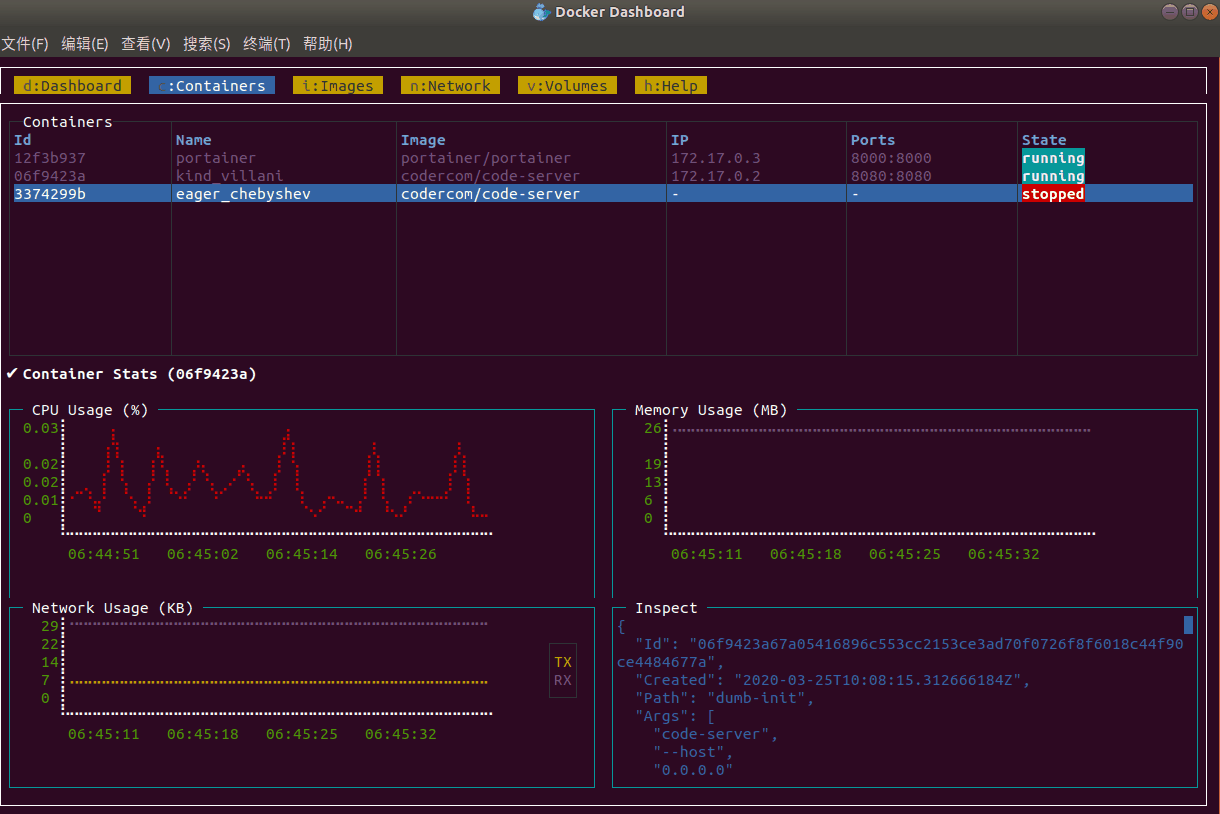 Docker Dashboard
文件(F) 编辑(E) 查看(V) 搜索(S) 终端(T) 帮助(H)
d:Dashboard c:Containers i:Images n:Network v:Volumes h:Help
Containers
Id Name Image IP Ports State
12f3b937 portainer portainer/portainer 172.17.0.3 8000:8000 running
06f9423a kind_villani codercom/code-server 172.17.0.2 8080:8080 running
3374299b eager_chebyshev codercom/code-server - - stopped
✔ Container Stats (06f9423a)
CPU Usage (%)
0.03
0.02
0.02
0.01
0
06:44:51 06:45:02 06:45:14 06:45:26
Memory Usage (MB)
26
19
13
6
0
06:45:11 06:45:18 06:45:25 06:45:32
Network Usage (KB)
29
22
14
7
0
TX
RX
06:45:11 06:45:18 06:45:25 06:45:32
Inspect
{
"Id": "06f9423a67a05416896c553cc2153ce3ad70f0726f8f6018c44f90
ce4484677a",
"Created": "2020-03-25T10:08:15.312666184Z",
"Path": "dumb-init",
"Args": [
"code-server",
"--host",
"0.0.0.0"